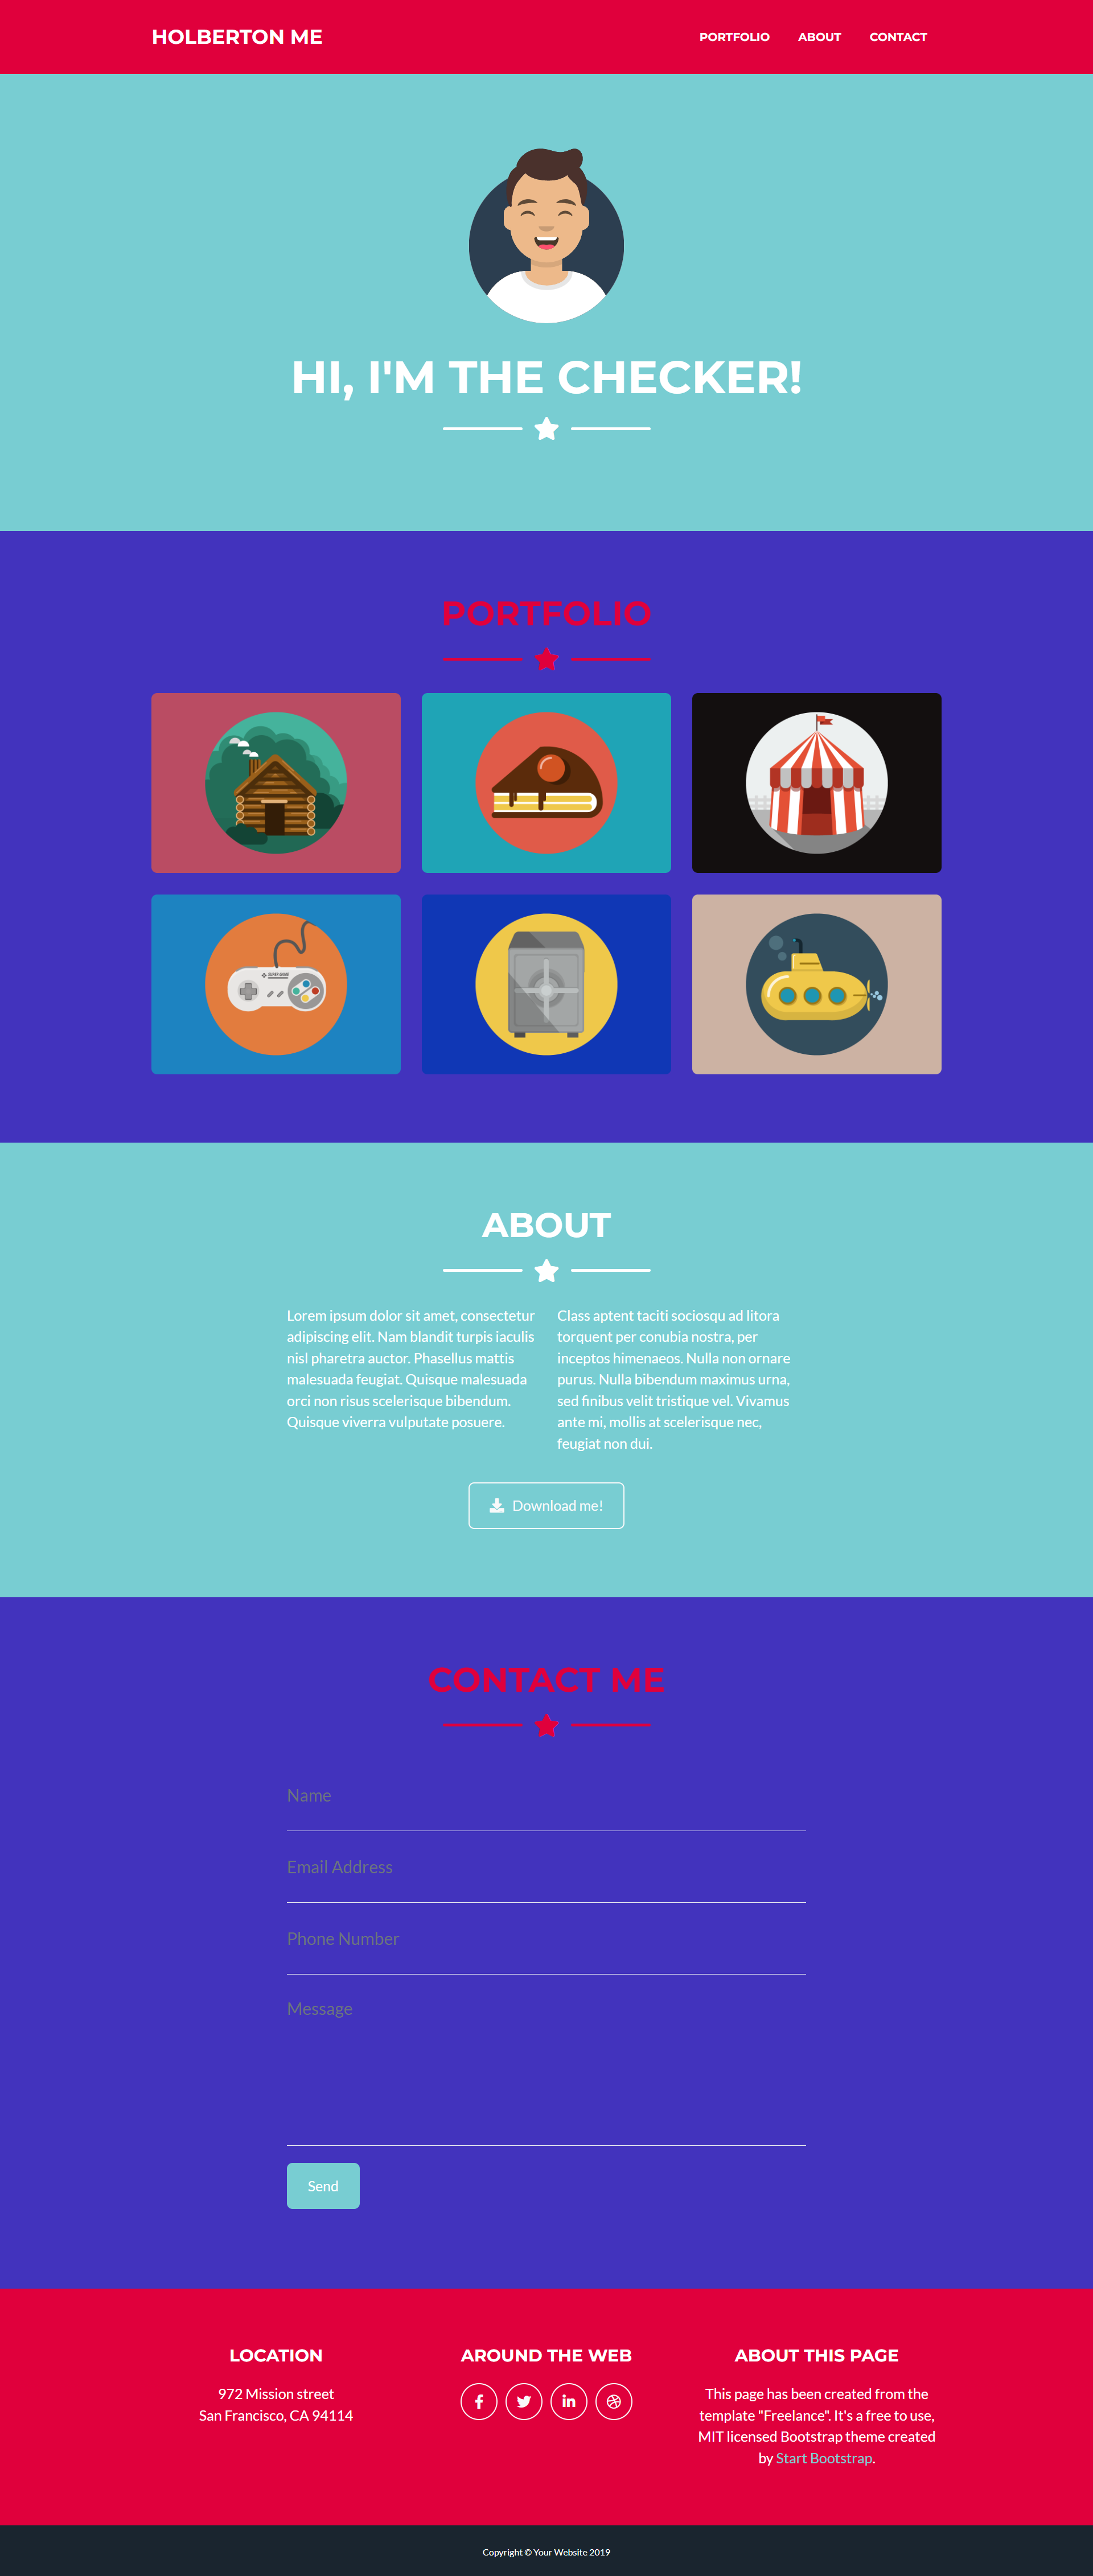 HOLBERTON ME
PORTFOLIO ABOUT CONTACT
HI, I'M THE CHECKER!
PORTFOLIO
SUPER GAME
ABOUT
Lorem ipsum dolor sit amet, consectetur
adipiscing elit. Nam blandit turpis iaculis
nisl pharetra auctor. Phasellus mattis
malesuada feugiat. Quisque malesuada
orci non risus scelerisque bibendum.
Quisque viverra vulputate posuere.
Class aptent taciti sociosqu ad litora
torquent per conubia nostra, per
inceptos himenaeos. Nulla non ornare
purus. Nulla bibendum maximus urna,
sed finibus velit tristique vel. Vivamus
ante mi, mollis at scelerisque nec,
feugiat non dui.
Download me!
CONTACT ME
Name
Email Address
Phone Number
Message
Send
LOCATION
972 Mission street
San Francisco, CA 94114
AROUND THE WEB
ABOUT THIS PAGE
This page has been created from the
template "Freelance". It's a free to use,
MIT licensed Bootstrap theme created
by Start Bootstrap.
Copyright © Your Website 2019